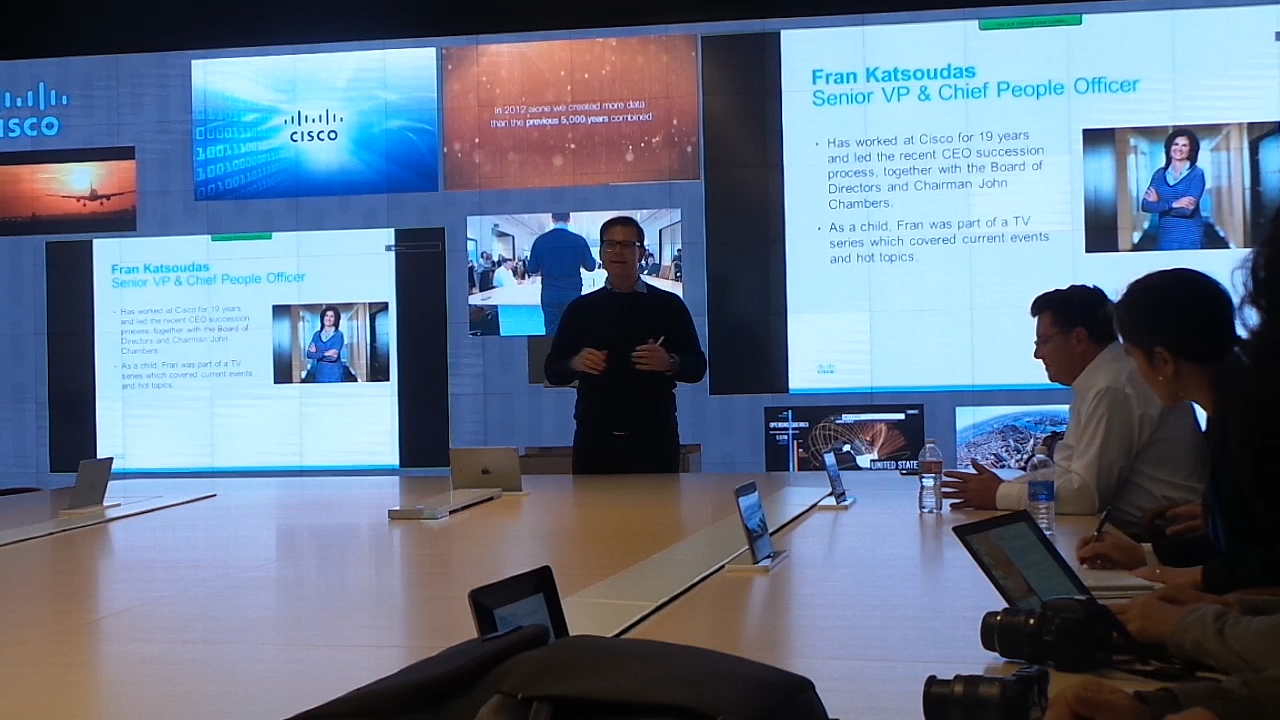 CISCO
CISCO
In 2012 alone we created more data
than the previous 5,000 years combined
Fran Katsoudas
Senior VP & Chief People Officer
· Has worked at Cisco for 19 years
and led the recent CEO succession
process, together with the Board of
Directors and Chairman John
Chambers.
· As a child, Fran was part of a TV
series which covered current events
and hot topics.
Fran Katsoudas
Senior VP & Chief People Officer
· Has worked at Cisco for 19 years
and led the recent CEO succession
process, together with the Board of
Directors and Chairman John
Chambers.
· As a child, Fran was part of a TV
series which covered current events
and hot topics.
UNITED STATE